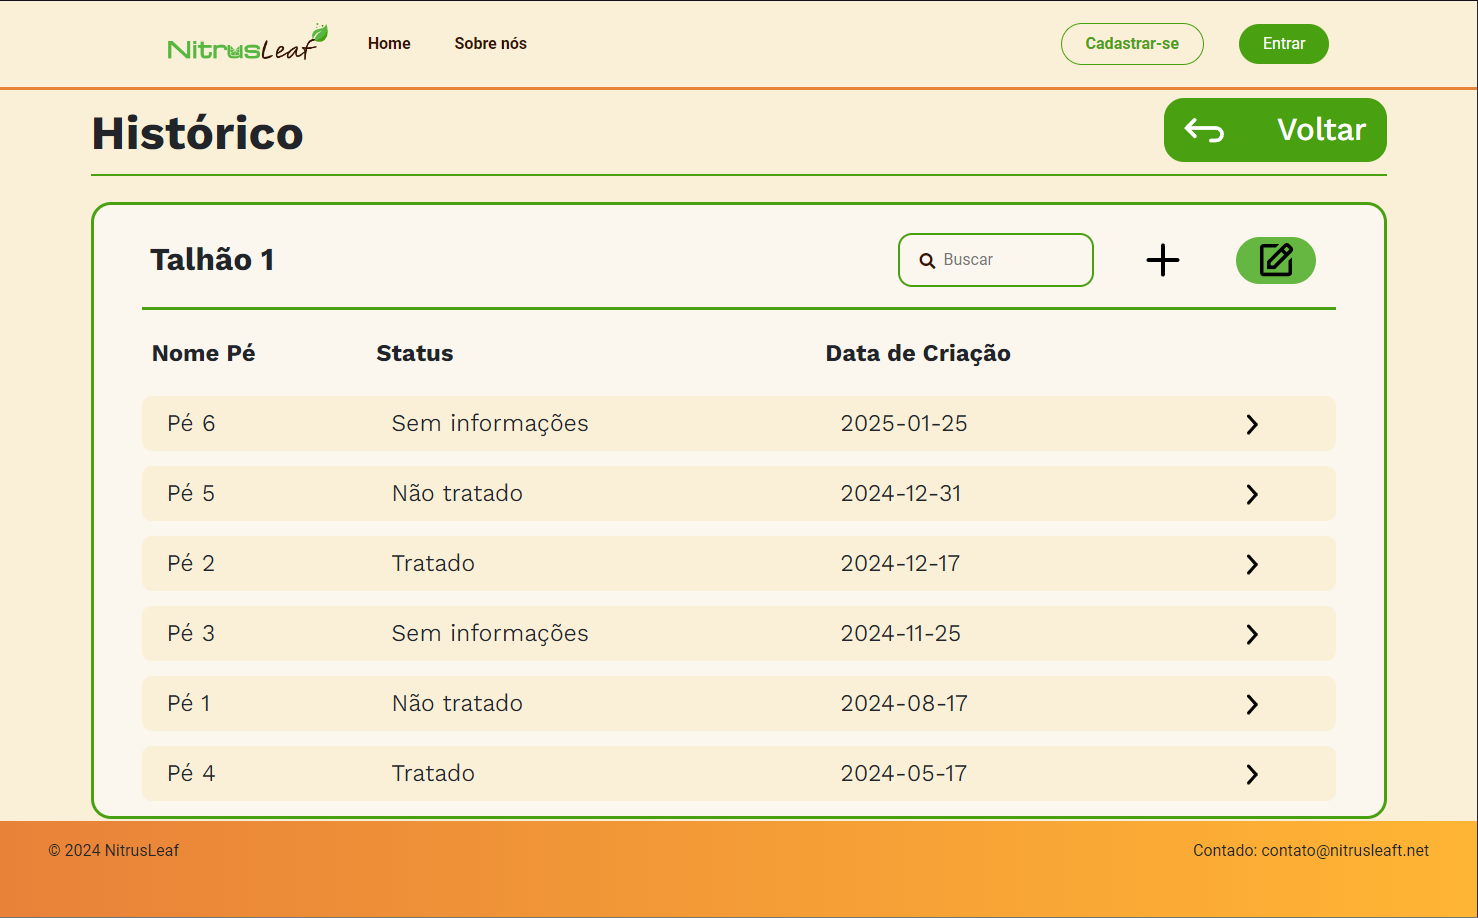 NitrusLeaf Home Sobre nós Cadastrar-se Entrar
Histórico Voltar
Talhão 1 Buscar
Nome Pé Status Data de Criação
Pé 6 Sem informações 2025-01-25
Pé 5 Não tratado 2024-12-31
Pé 2 Tratado 2024-12-17
Pé 3 Sem informações 2024-11-25
Pé 1 Não tratado 2024-08-17
Pé 4 Tratado 2024-05-17
© 2024 NitrusLeaf Contado: contato@nitrusleaft.net